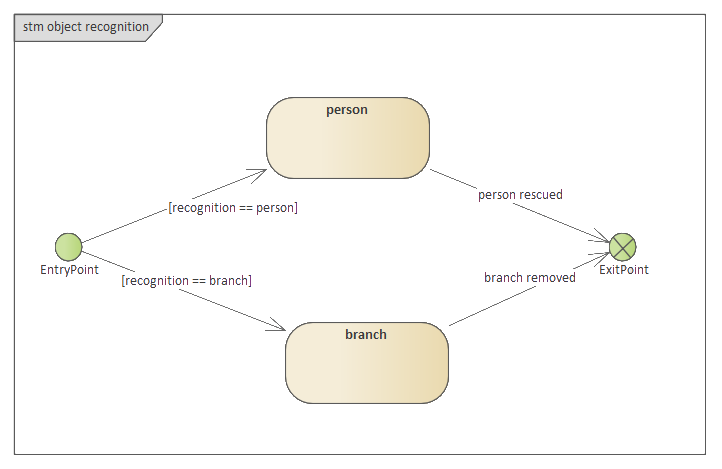 stm object recognition
person
[recognition == person]
person rescued
EntryPoint
ExitPoint
[recognition == branch]
branch removed
branch